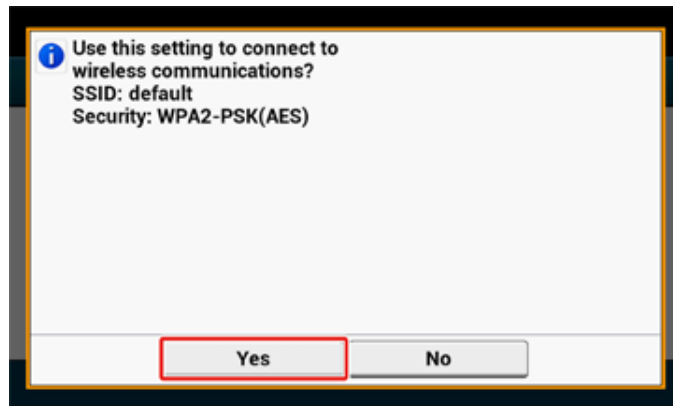 Use this setting to connect to
wireless communications?
SSID: default
Security: WPA2-PSK(AES)
Yes
No